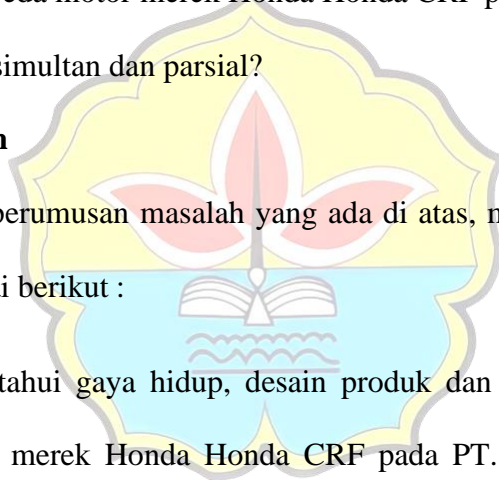 eda motor merek Honda Honda CRF p
simultan dan parsial?
perumusan masalah yang ada di atas, m
i berikut :
tahui gaya hidup, desain produk dan
merek Honda Honda CRF pada PT.